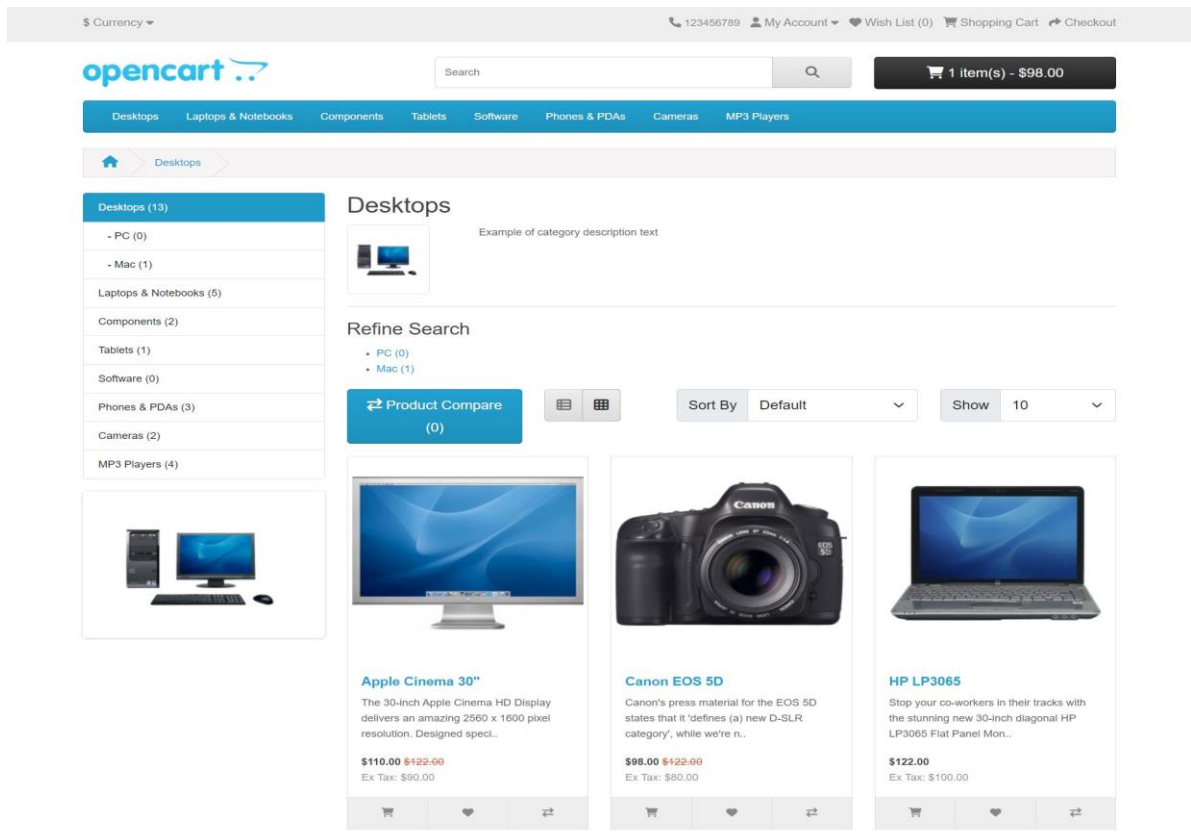 $ Currency
123456789 My Account Wish List (0) Shopping Cart Checkout
opencart
Search
1 item(s) - $98.00
Desktops Laptops & Notebooks Components Tablets Software Phones & PDAs Cameras MP3 Players
Desktops
Desktops (13)
- PC (0)
- Mac (1)
Laptops & Notebooks (5)
Components (2)
Tablets (1)
Software (0)
Phones & PDAs (3)
Cameras (2)
MP3 Players (4)
Desktops
Example of category description text
Refine Search
• PC (0)
• Mac (1)
Product Compare
(0)
Sort By Default
Show 10
Canon
EOS
5D
Apple Cinema 30"
The 30-inch Apple Cinema HD Display
delivers an amazing 2560 x 1600 pixel
resolution. Designed speci..
$110.00 $122.00
Ex Tax: $90.00
Canon EOS 5D
Canon's press material for the EOS 5D
states that it 'defines (a) new D-SLR
category', while we're n..
$98.00 $122.00
Ex Tax: $80.00
HP LP3065
Stop your co-workers in their tracks with
the stunning new 30-inch diagonal HP
LP3065 Flat Panel Mon..
$122.00
Ex Tax: $100.00